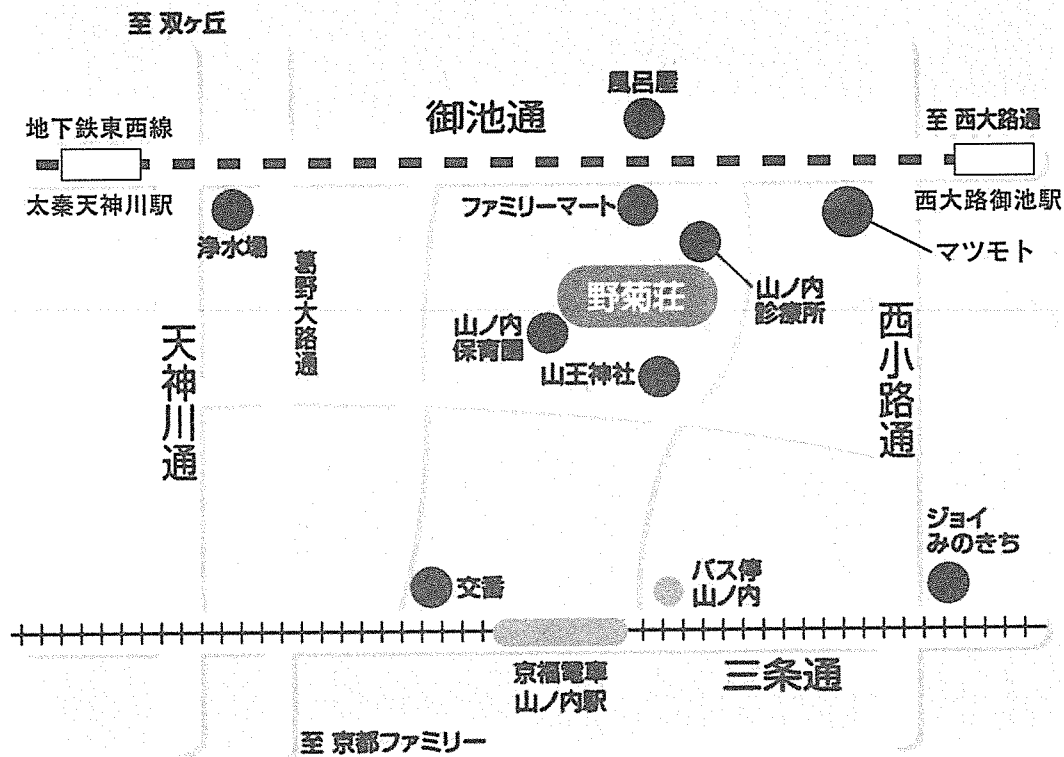 至 双ヶ丘
風呂屋
御池通
地下鉄東西線
至 西大路通
太秦天神川駅
西大路御池駅
ファミリーマート
浄水場
マツモト
葛野大路通
野菊荘
山ノ内
診療所
山ノ内
保育園
天神川通
西小路通
山王神社
ジョイ
みのきち
交番
バス停
山ノ内
京福電車
山ノ内駅
三条通
至 京都ファミリー